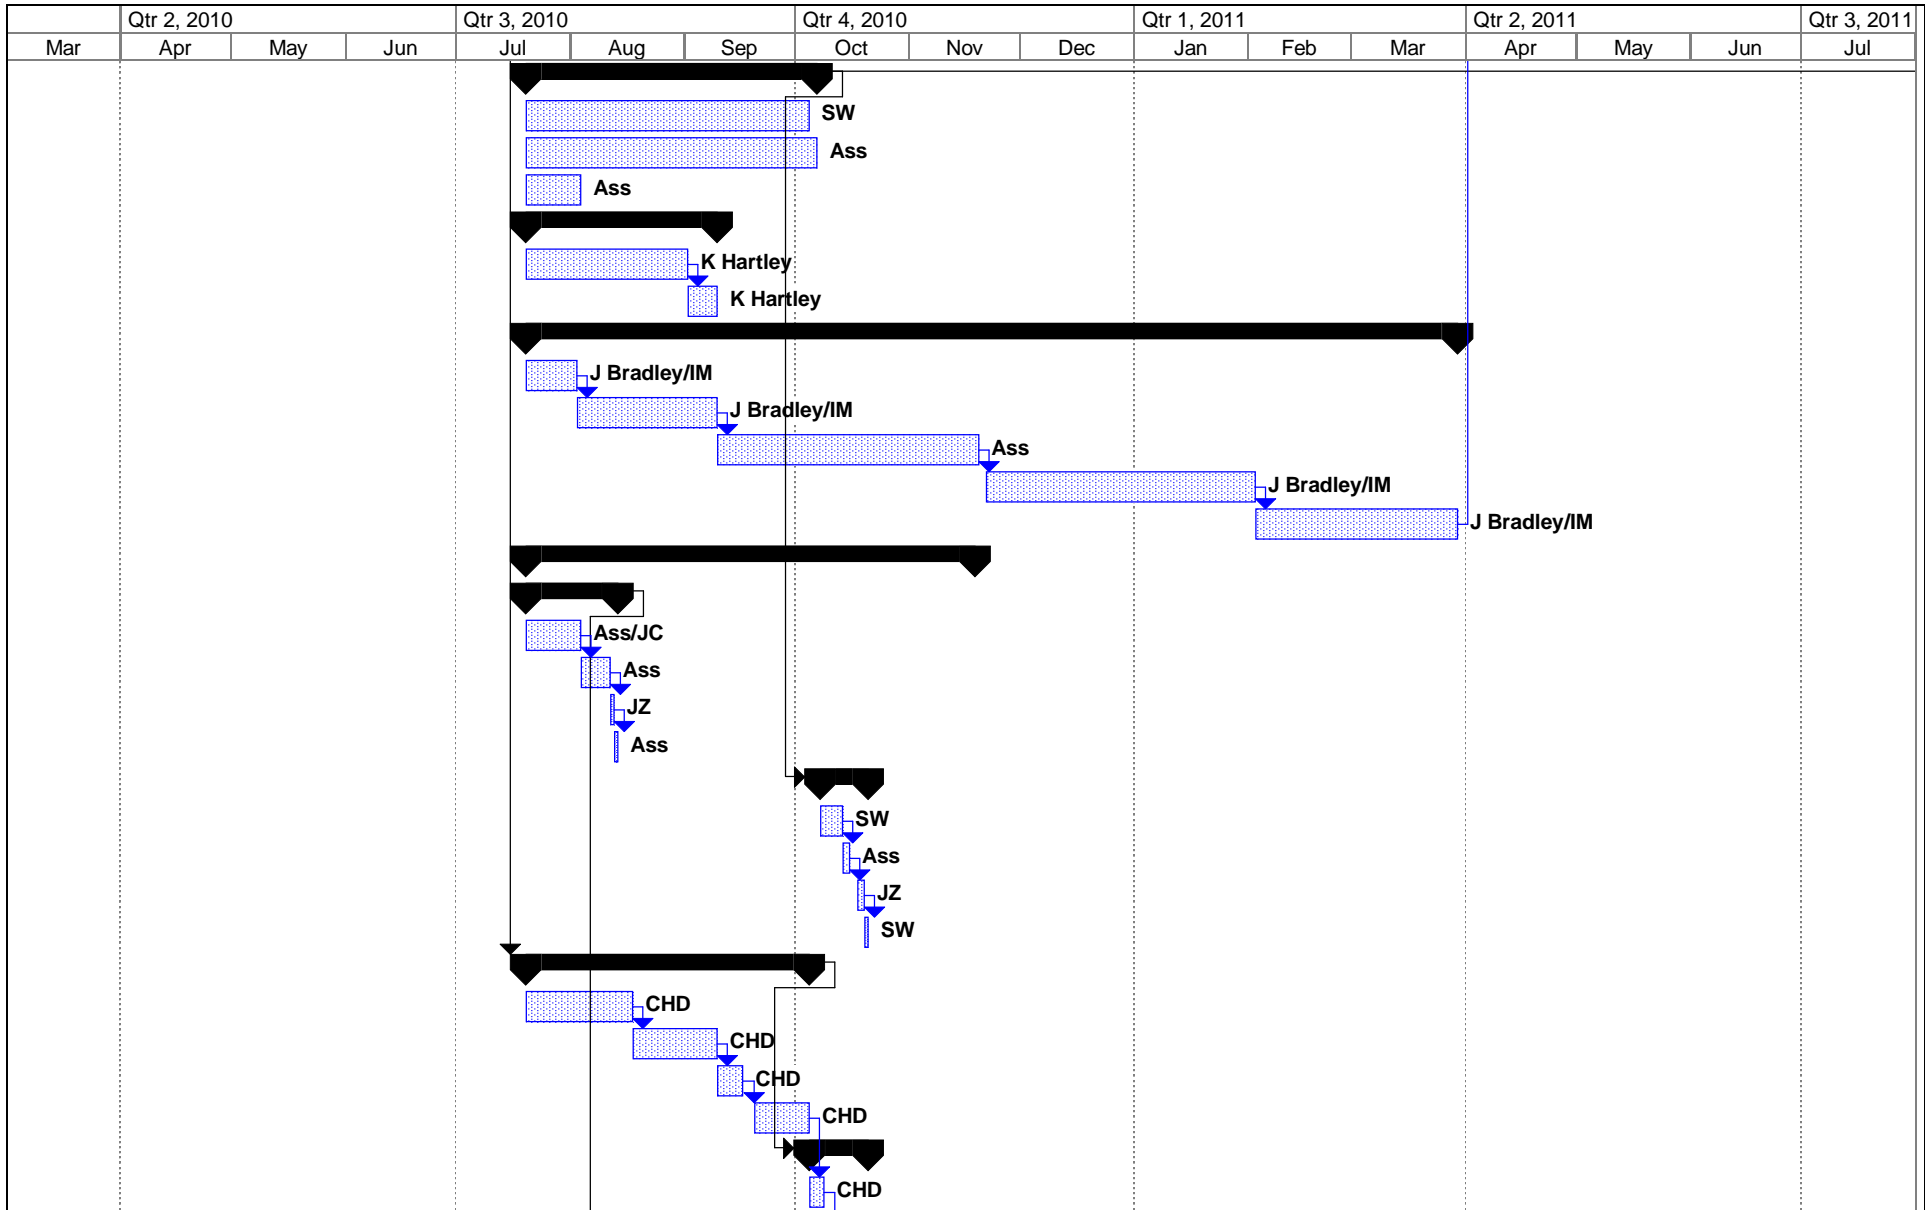 Qtr 2, 2010 Qtr 3, 2010 Qtr 4, 2010 Qtr 1, 2011 Qtr 2, 2011 Qtr 3, 2011
Mar Apr May Jun Jul Aug Sep Oct Nov Dec Jan Feb Mar Apr May Jun Jul
SW
Ass
Ass
K Hartley
K Hartley
J Bradley/IM
J Bradley/IM
Ass
J Bradley/IM
J Bradley/IM
Ass/JC
Ass
JZ
Ass
SW
Ass
JZ
SW
CHD
CHD
CHD
CHD
CHD